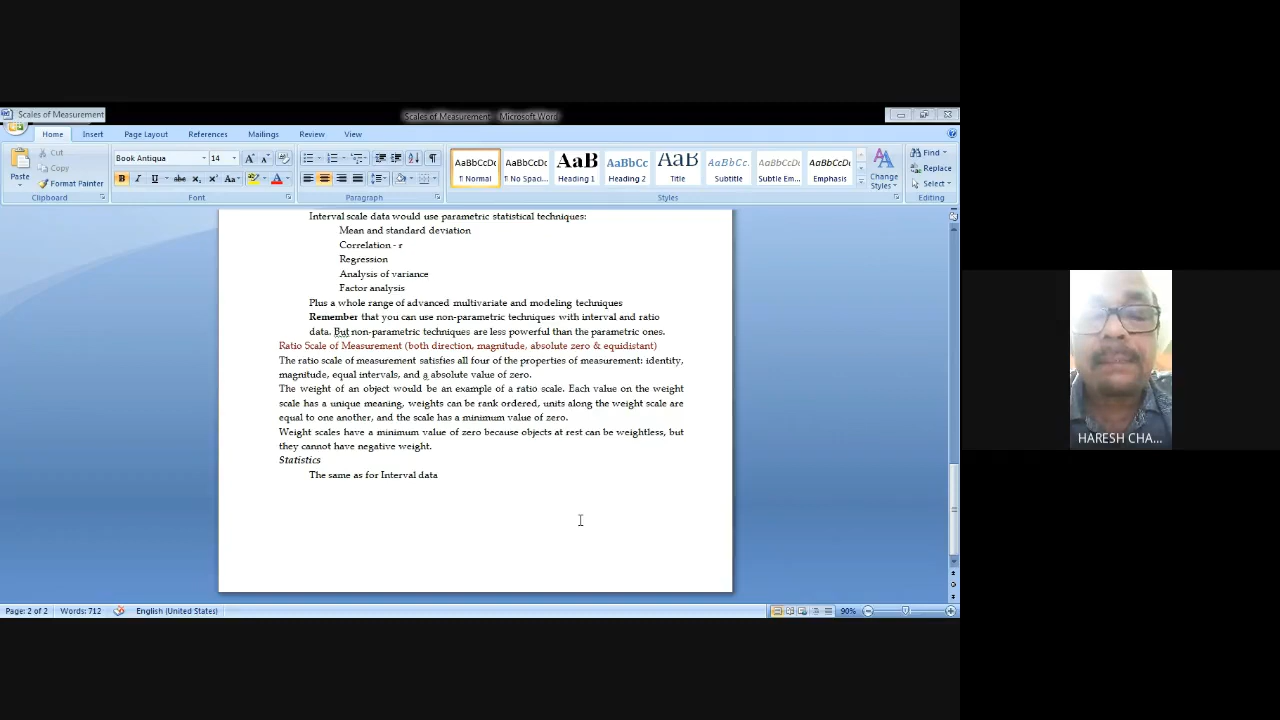 Scales of Measurement
Scales of Measurement - Microsoft Word
Home Insert Page Layout References Mailings Review View
Paste
Cut
Copy
Format Painter
Clipboard
Book Antiqua 14
Font
Paragraph
AaBbCcDc AaBbCcDc AaB AaBbCc AaB AaBbCc. AaBbCcDc AaBbCcDc
¶ Normal ¶ No Spaci... Heading 1 Heading 2 Title Subtitle Subtle Em... Emphasis
Change Styles
Styles
Find
Replace
Select
Editing
Interval scale data would use parametric statistical techniques:
Mean and standard deviation
Correlation - r
Regression
Analysis of variance
Factor analysis
Plus a whole range of advanced multivariate and modeling techniques
Remember that you can use non-parametric techniques with interval and ratio
data. But non-parametric techniques are less powerful than the parametric ones.
Ratio Scale of Measurement (both direction, magnitude, absolute zero & equidistant)
The ratio scale of measurement satisfies all four of the properties of measurement: identity,
magnitude, equal intervals, and a absolute value of zero.
The weight of an object would be an example of a ratio scale. Each value on the weight
scale has a unique meaning, weights can be rank ordered, units along the weight scale are
equal to one another, and the scale has a minimum value of zero.
Weight scales have a minimum value of zero because objects at rest can be weightless, but
they cannot have negative weight.
Statistics
The same as for Interval data
HARESH CHA...
Page: 2 of 2 Words: 712 English (United States) 90%